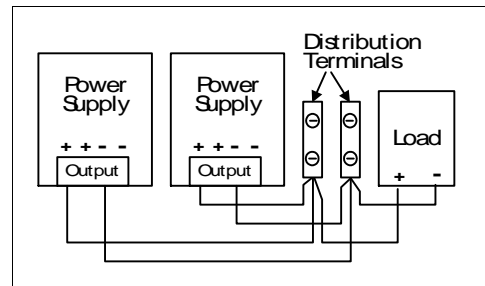 Distribution
Terminals
Power
Supply
Power
Supply
Load
+ + - -
Output
+ + - -
Output
+ -